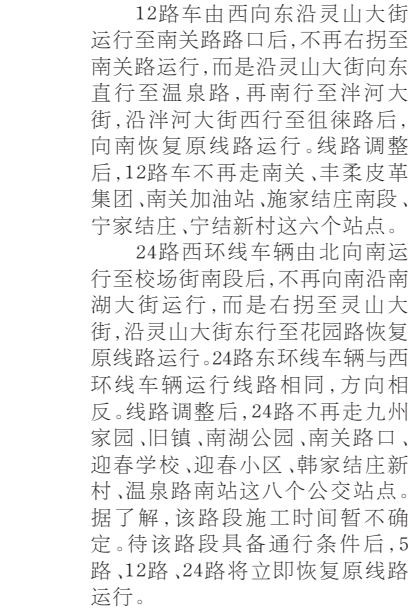 12路车由西向东沿灵山大街
运行至南关路路口后，不再右拐至
南关路运行，而是沿灵山大街向东
直行至温泉路，再南行至泮河大
街，沿泮河大街西行至徂徕路后，
向南恢复原线路运行。线路调整
后，12路车不再走南关、丰柔皮革
集团、南关加油站、施家结庄南段、
宁家结庄、宁结新村这六个站点。
24路西环线车辆由北向南运
行至校场街南段后，不再向南沿南
湖大街运行，而是右拐至灵山大
街，沿灵山大街东行至花园路恢复
原线路运行。24路东环线车辆与西
环线车辆运行线路相同，方向相
反。线路调整后，24路不再走九州
家园、旧镇、南湖公园、南关路口、
迎春学校、迎春小区、韩家结庄新
村、温泉路南站这八个公交站点。
据了解，该路段施工时间暂不确
定。待该路段具备通行条件后，5
路、12路、24路将立即恢复原线路
运行。